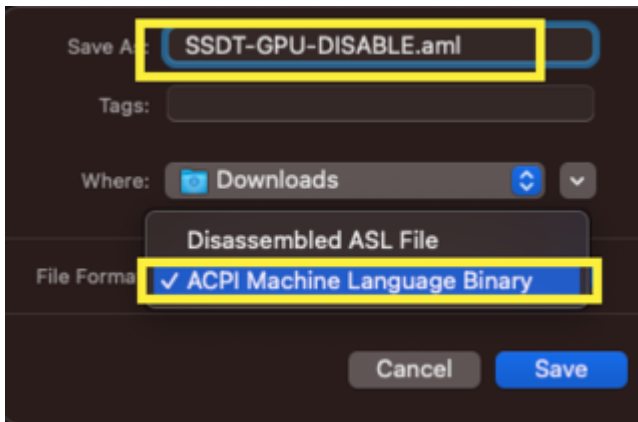 Save As: SSDT-GPU-DISABLE.aml
Tags:
Where: Downloads
Disassembled ASL File
File Forma ✓ ACPI Machine Language Binary
Cancel Save